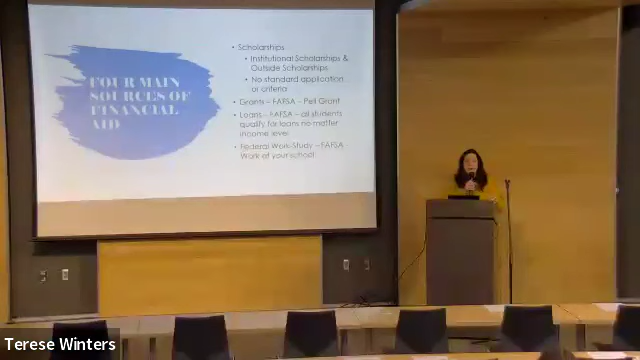 FOUR MAIN
SOURCES OF
FINANCIAL
AID
• Scholarships
• Institutional Scholarships &
Outside Scholarships
• No standard application
or criteria
• Grants – FAFSA – Pell Grant
• Loans – FAFSA – all students
qualify for loans no matter
income level
• Federal Work-Study – FAFSA
Work at your school
Terese Winters